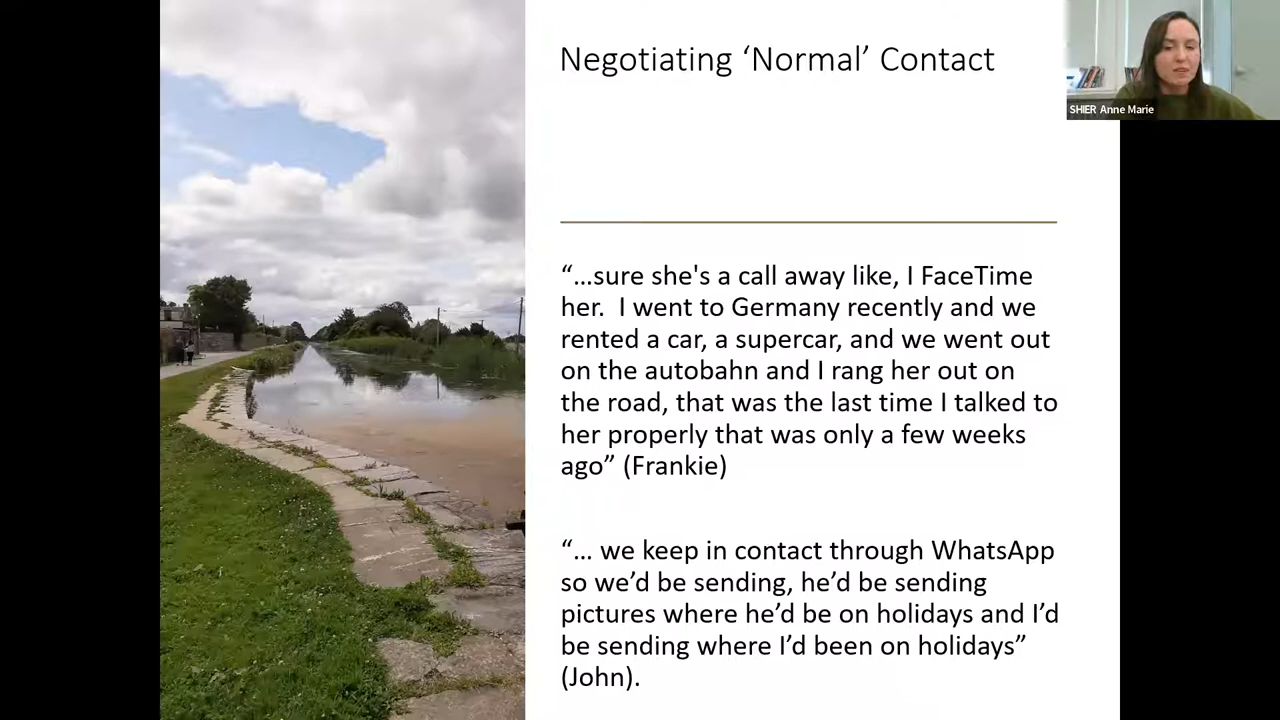 Negotiating ‘Normal’ Contact
SHIER Anne Marie
“…sure she's a call away like, I FaceTime
her.  I went to Germany recently and we
rented a car, a supercar, and we went out
on the autobahn and I rang her out on
the road, that was the last time I talked to
her properly that was only a few weeks
ago” (Frankie)
“… we keep in contact through WhatsApp
so we’d be sending, he’d be sending
pictures where he’d be on holidays and I’d
be sending where I’d been on holidays”
(John).